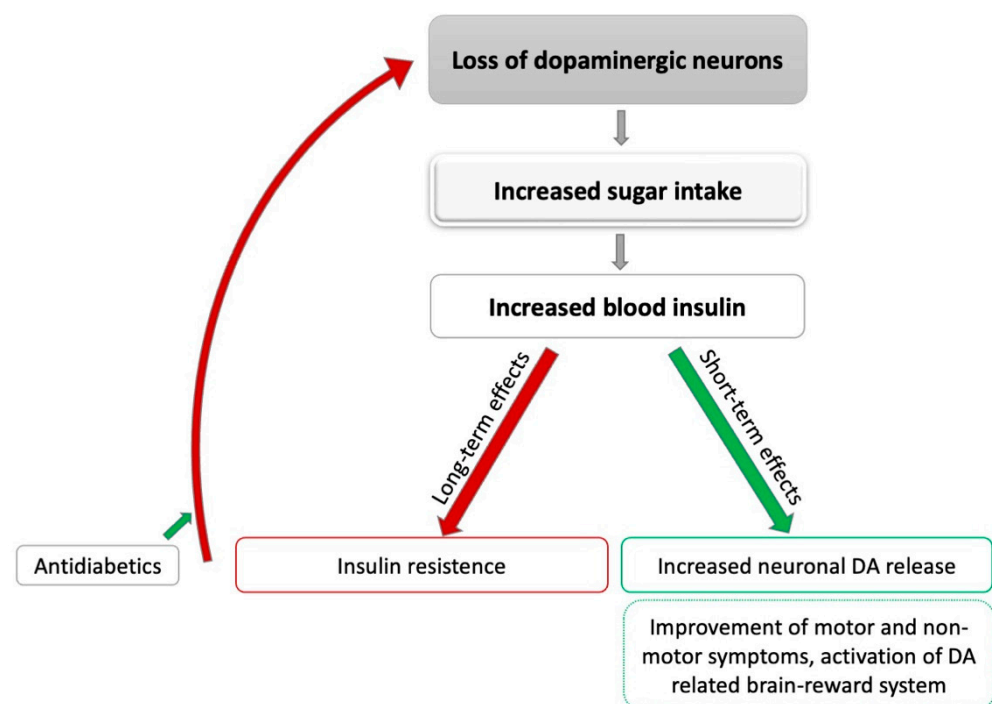 Loss of dopaminergic neurons
Increased sugar intake
Increased blood insulin
Long-term effects
Short-term effects
Antidiabetics
Insulin resistence
Increased neuronal DA release
Improvement of motor and non-
motor symptoms, activation of DA
related brain-reward system